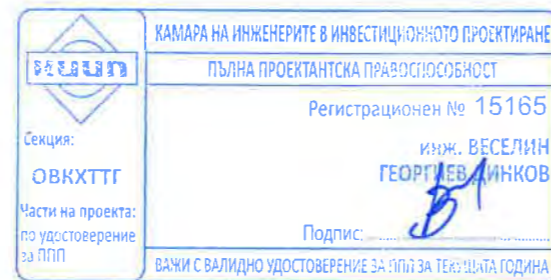 КАМАРА НА ИНЖЕНЕРИТЕ В ИНВЕСТИЦИОННОТО ПРОЕКТИРАНЕ
КИИП
ПЪЛНА ПРОЕКТАНТСКА ПРАВОСПОСОБНОСТ
Регистрационен № 15165
Секция:
ОВКХТТГ
инж. ВЕСЕЛИН
ГЕОРГИЕВ ДИНКОВ
Части на проекта:
по удостоверение
за ППП
Подпис:
ВАЖИ С ВАЛИДНО УДОСТОВЕРЕНИЕ ЗА ППП ЗА ТЕКУЩАТА ГОДИНА